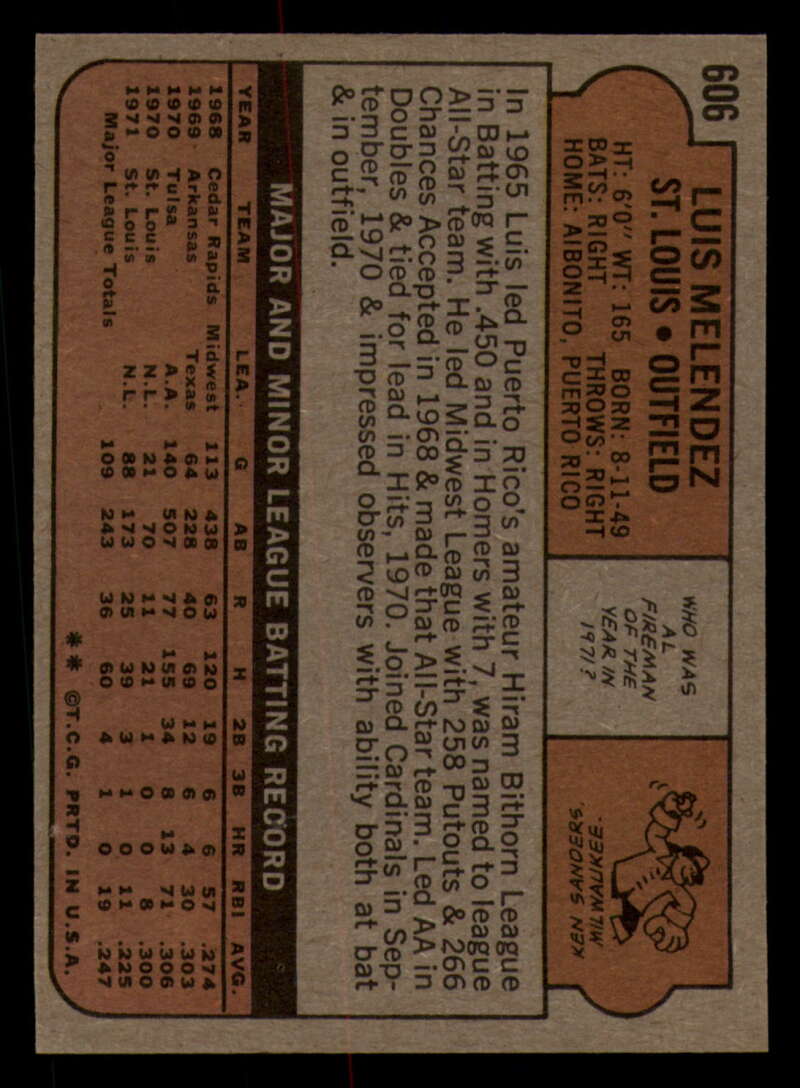 606
LUIS MELENDEZ
ST. LOUIS • OUTFIELD
HT: 6'0" WT: 165 BORN: 8-11-49
BATS: RIGHT THROWS: RIGHT
HOME: AIBONITO, PUERTO RICO
WHO WAS
AL
FIREMAN
OF THE
YEAR IN
1971?
KEN SANDERS,
MILWAUKEE.
In 1965 Luis led Puerto Rico's amateur Hiram Bithorn League
in Batting with .450 and in Homers with 7, was named to league
All-Star team. He led Midwest League with 258 Putouts & 266
Chances Accepted in 1968 & made that All-Star team. Led AA in
Doubles & tied for lead in Hits, 1970. Joined Cardinals in Sep-
tember, 1970 & impressed observers with ability both at bat
& in outfield.
MAJOR AND MINOR LEAGUE BATTING RECORD
YEAR TEAM LEA. G AB R H 2B 3B HR RBI AVG.
1968 Cedar Rapids Midwest 113 438 63 120 19 6 6 57 .274
1969 Arkansas Texas 64 228 40 69 12 6 4 30 .303
1970 Tulsa A.A. 140 507 77 155 34 8 13 71 .306
1970 St. Louis N.L. 21 70 11 21 1 0 0 8 .300
1971 St. Louis N.L. 88 173 25 39 3 1 0 11 .225
Major League Totals 109 243 36 60 4 1 0 19 .247
** ©T.C.G. PRTD. IN U.S.A.